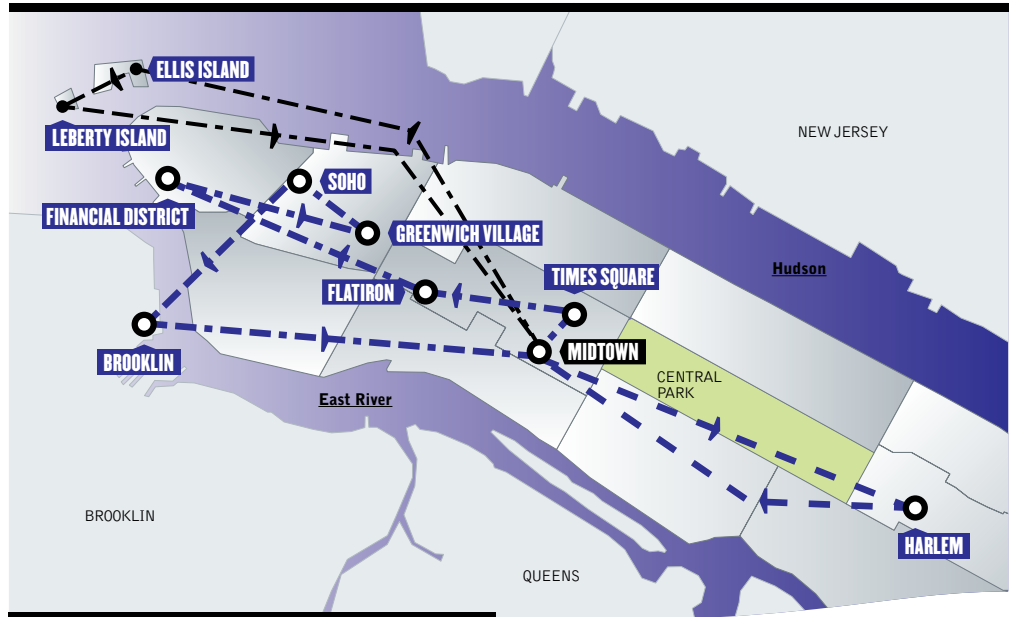 ELLIS ISLAND
NEW JERSEY
LEBERTY ISLAND
SOHO
FINANCIAL DISTRICT
GREENWICH VILLAGE
Hudson
TIMES SQUARE
FLATIRON
MIDTOWN
BROOKLIN
CENTRAL
PARK
East River
BROOKLIN
HARLEM
QUEENS